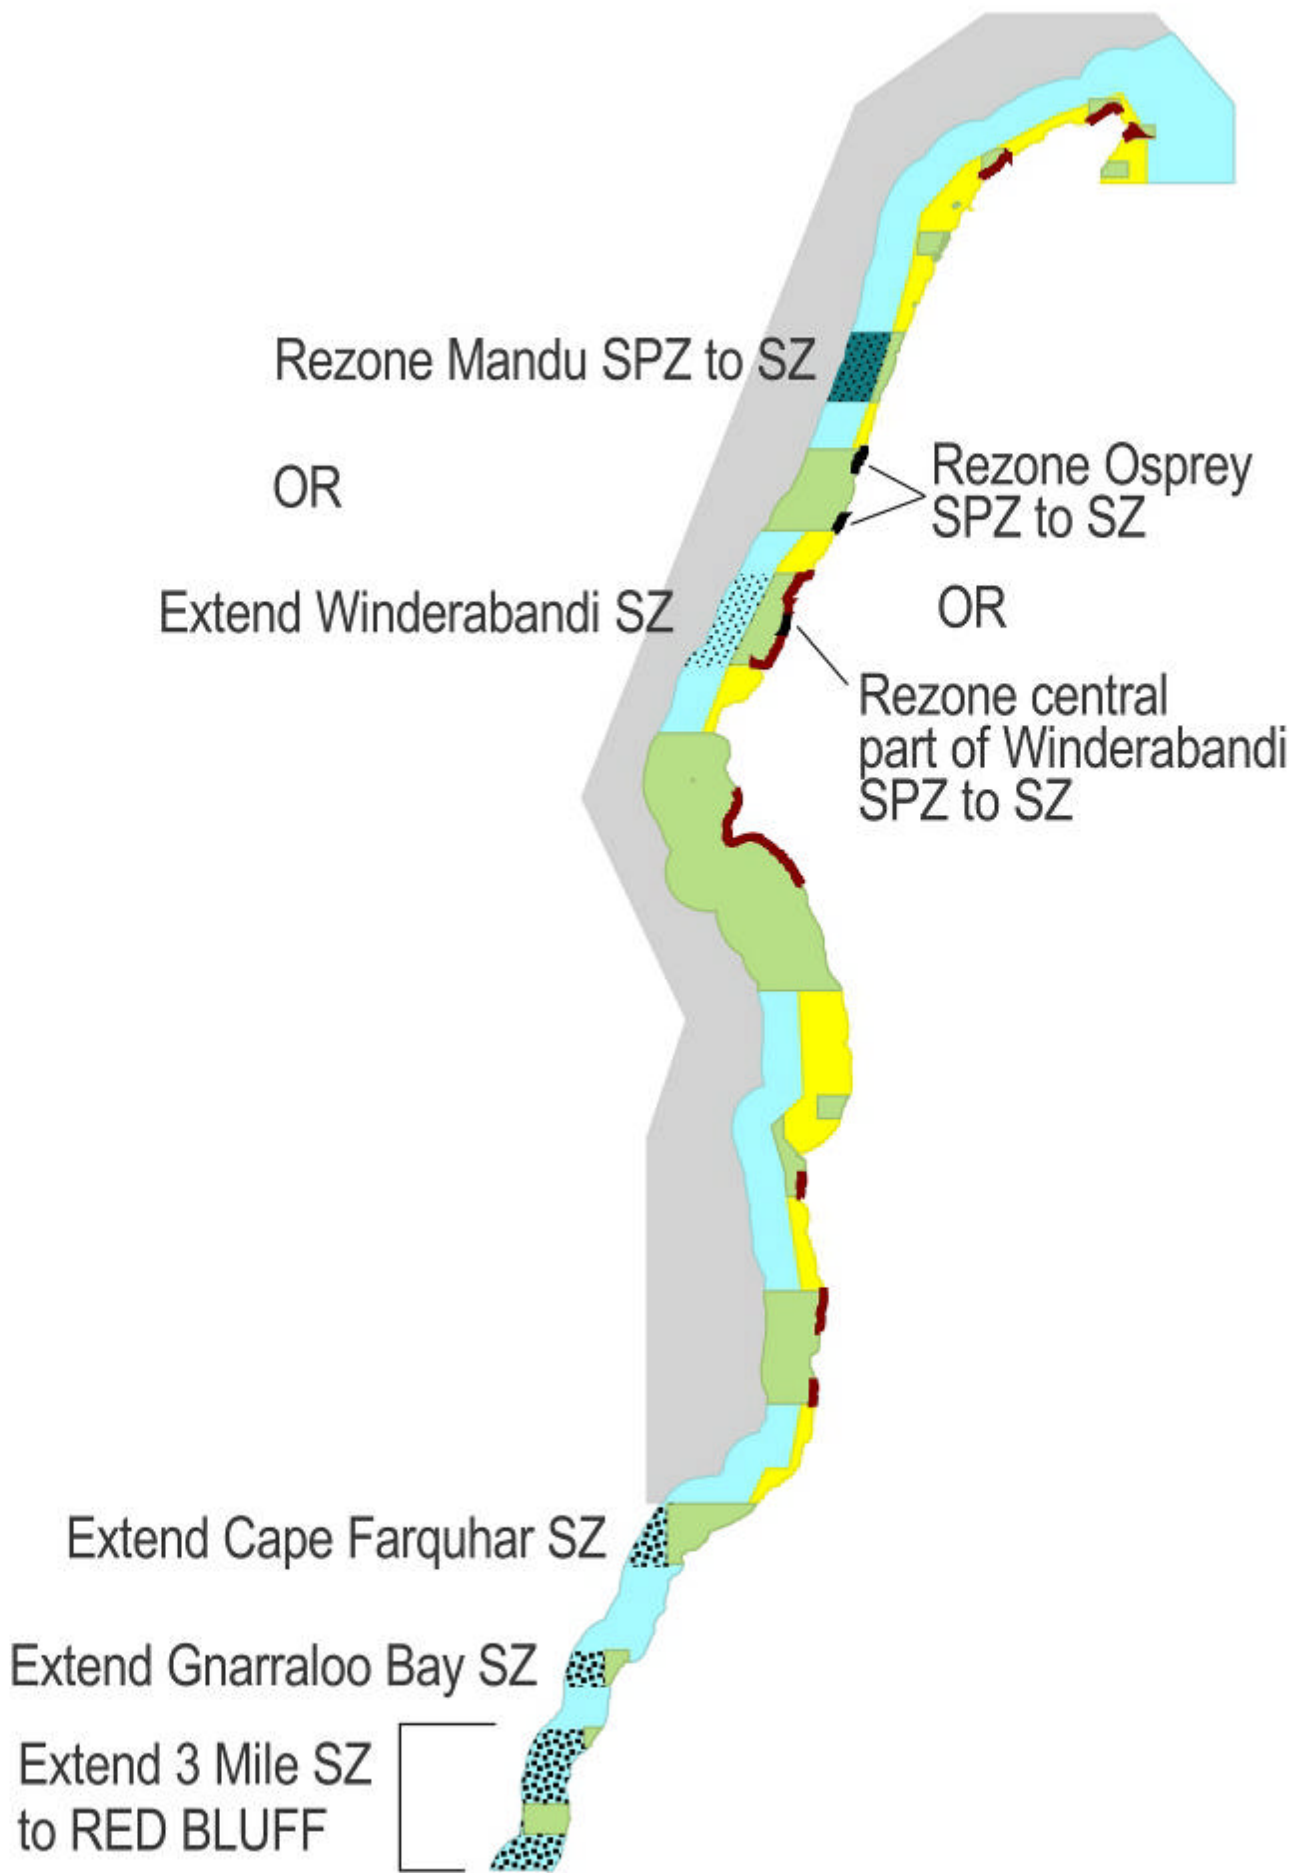 Rezone Mandu SPZ to SZ
OR
Rezone Osprey
SPZ to SZ
Extend Winderabandi SZ
OR
Rezone central
part of Winderabandi
SPZ to SZ
Extend Cape Farquhar SZ
Extend Gnarraloo Bay SZ
Extend 3 Mile SZ
to RED BLUFF